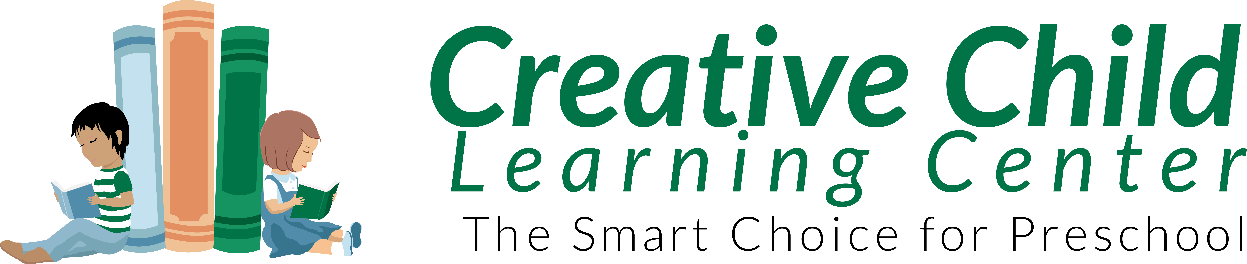 Creative Child
Learning Center
The Smart Choice for Preschool